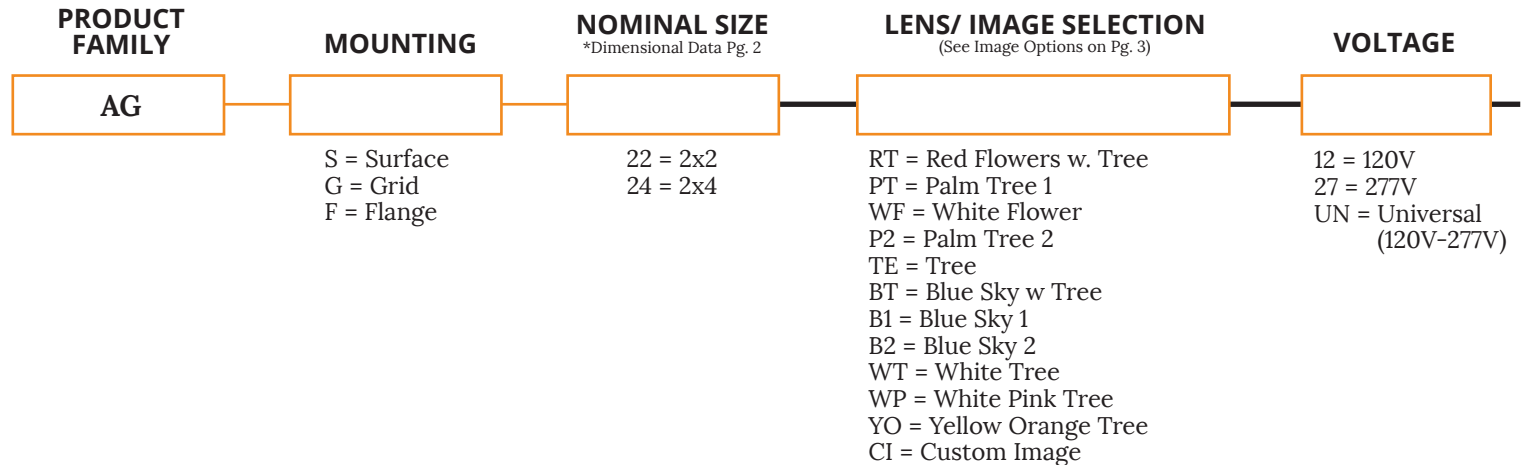 PRODUCT
FAMILY
MOUNTING
NOMINAL SIZE
*Dimensional Data Pg. 2
LENS/ IMAGE SELECTION
(See Image Options on Pg. 3)
VOLTAGE
AG
S = Surface
G = Grid
F = Flange
22 = 2x2
24 = 2x4
RT = Red Flowers w. Tree
PT = Palm Tree 1
WF = White Flower
P2 = Palm Tree 2
TE = Tree
BT = Blue Sky w Tree
B1 = Blue Sky 1
B2 = Blue Sky 2
WT = White Tree
WP = White Pink Tree
YO = Yellow Orange Tree
CI = Custom Image
12 = 120V
27 = 277V
UN = Universal
(120V-277V)